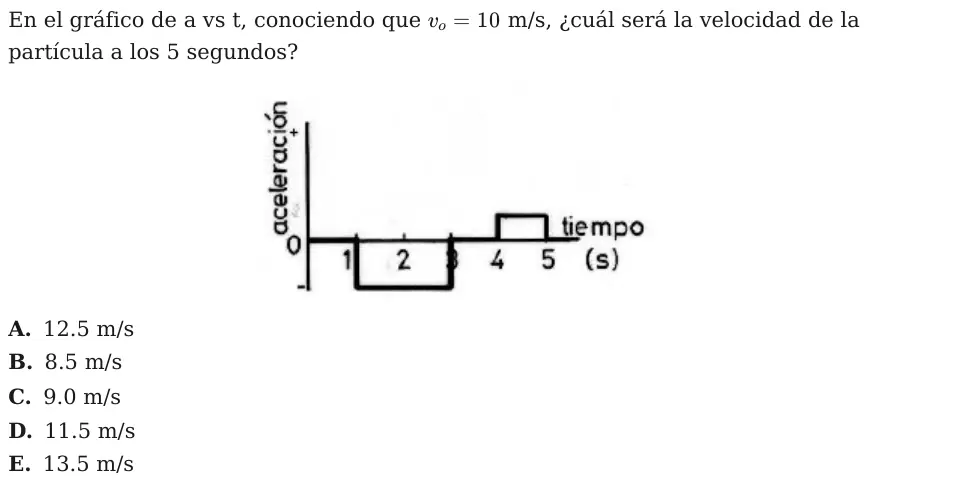 En el gráfico de a vs t, conociendo que v₀ = 10 m/s, ¿cuál será la velocidad de la
partícula a los 5 segundos?
aceleración
+
0
-
1 2 3 4 5
tiempo
(s)
A. 12.5 m/s
B. 8.5 m/s
C. 9.0 m/s
D. 11.5 m/s
E. 13.5 m/s